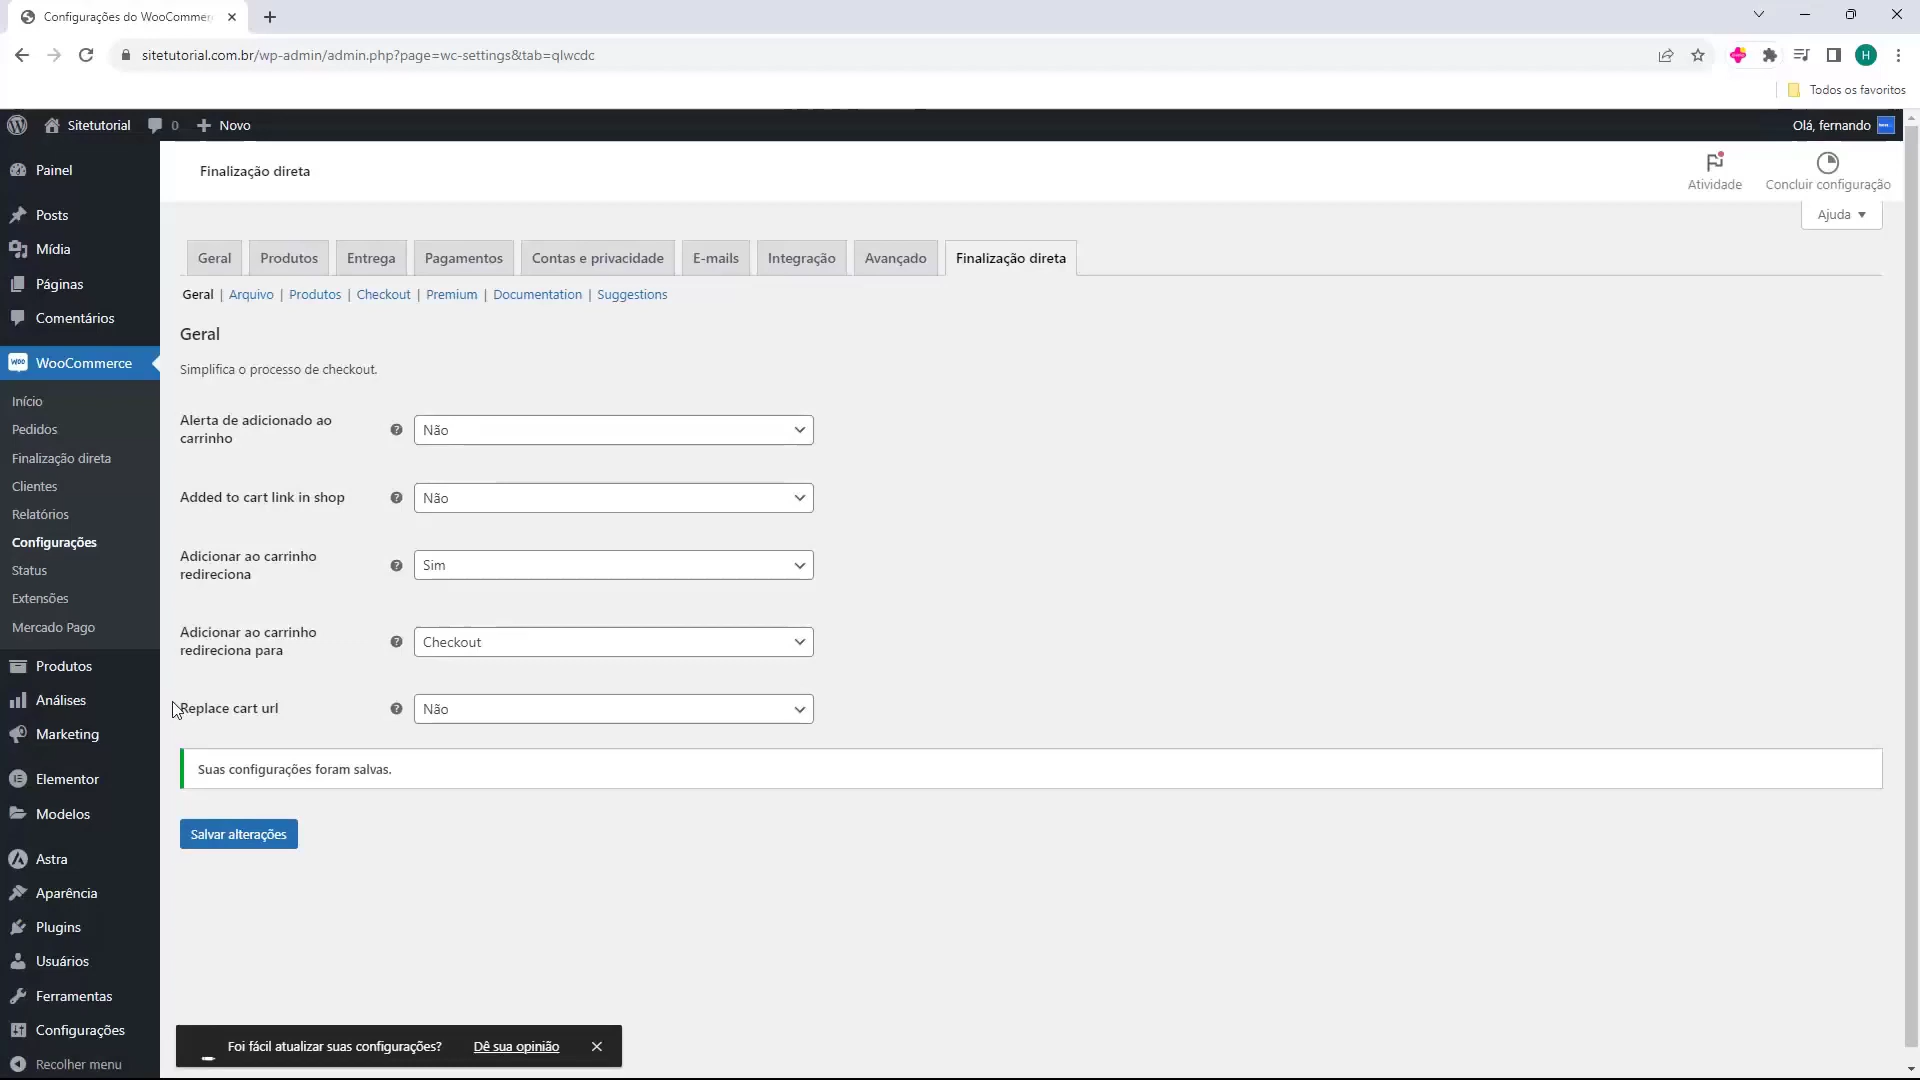 Configurações do WooCommer
sitetutorial.com.br/wp-admin/admin.php?page=wc-settings&tab=qlwcdc
H
Todos os favoritos
Sitetutorial
0
Novo
Olá, fernando
Painel
Posts
Mídia
Páginas
Comentários
WooCommerce
Início
Pedidos
Finalização direta
Clientes
Relatórios
Configurações
Status
Extensões
Mercado Pago
Produtos
Análises
Marketing
Elementor
Modelos
Astra
Aparência
Plugins
Usuários
Ferramentas
Configurações
Recolher menu
Finalização direta
Atividade
Concluir configuração
Ajuda
Geral
Produtos
Entrega
Pagamentos
Contas e privacidade
E-mails
Integração
Avançado
Finalização direta
Geral | Arquivo | Produtos | Checkout | Premium | Documentation | Suggestions
Geral
Simplifica o processo de checkout.
Alerta de adicionado ao
carrinho
Não
Added to cart link in shop
Não
Adicionar ao carrinho
redireciona
Sim
Adicionar ao carrinho
redireciona para
Checkout
Replace cart url
Não
Suas configurações foram salvas.
Salvar alterações
Foi fácil atualizar suas configurações?
Dê sua opinião